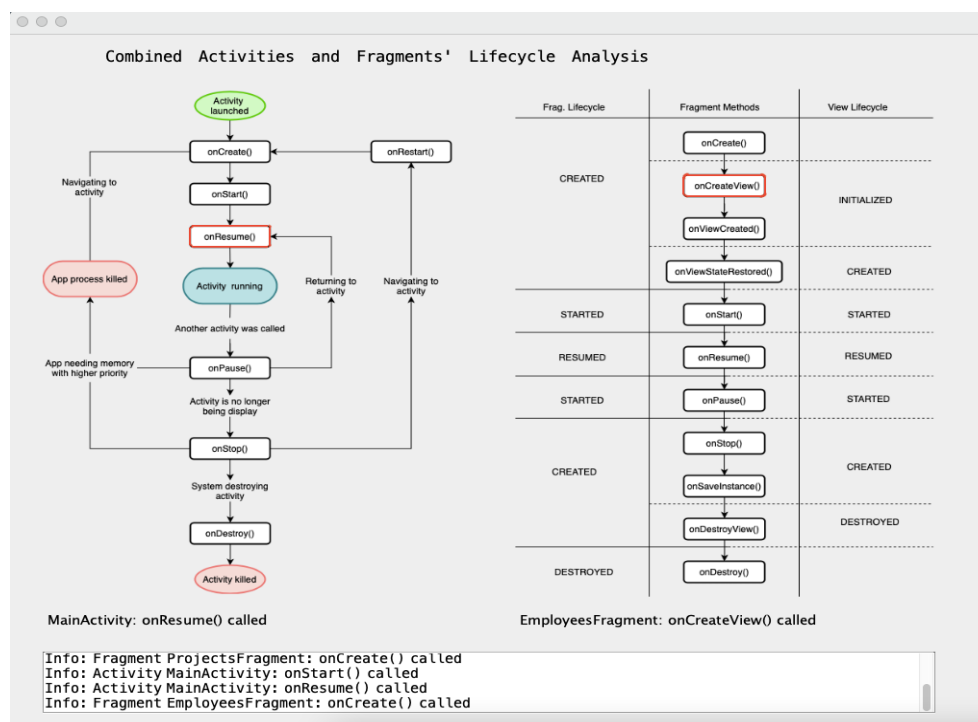 Combined Activities and Fragments' Lifecycle Analysis
Activity
launched
onCreate()
onRestart()
Navigating to
activity
onStart()
onResume()
App process killed
Activity running
Returning to
activity
Navigating to
activity
Another activity was called
App needing memory
with higher priority
onPause()
Activity is no longer
being display
onStop()
System destroying
activity
onDestroy()
Activity killed
MainActivity: onResume() called
Frag. Lifecycle
Fragment Methods
View Lifecycle
onCreate()
CREATED
onCreateView()
INITIALIZED
onViewCreated()
onViewStateRestored()
CREATED
STARTED
onStart()
STARTED
RESUMED
onResume()
RESUMED
STARTED
onPause()
STARTED
onStop()
CREATED
CREATED
onSaveInstance()
onDestroyView()
DESTROYED
DESTROYED
onDestroy()
EmployeesFragment: onCreateView() called
Info: Fragment ProjectsFragment: onCreate() called
Info: Activity MainActivity: onStart() called
Info: Activity MainActivity: onResume() called
Info: Fragment EmployeesFragment: onCreate() called